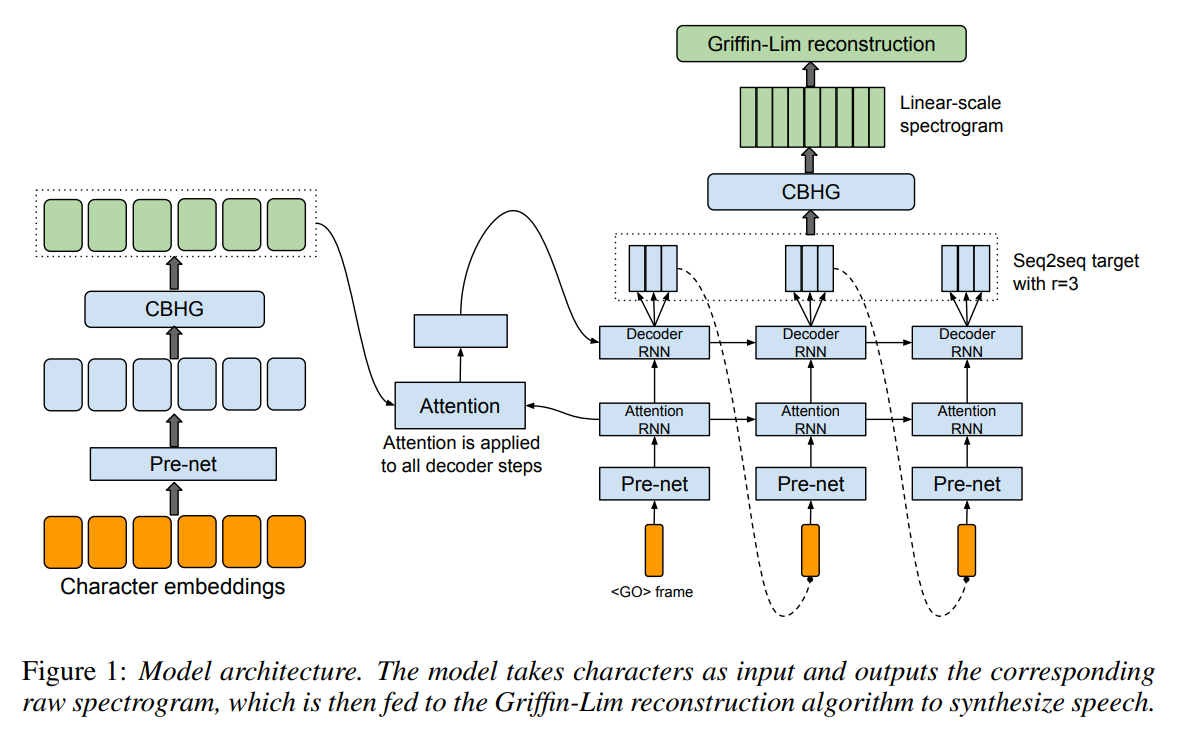 Griffin-Lim reconstruction
Linear-scale
spectrogram
CBHG
Seq2seq target
with r=3
CBHG
Decoder
RNN
Decoder
RNN
Decoder
RNN
Attention
Attention is applied
to all decoder steps
Attention
RNN
Attention
RNN
Attention
RNN
Pre-net
Pre-net
Pre-net
Pre-net
Character embeddings
<GO> frame
Figure 1: Model architecture. The model takes characters as input and outputs the corresponding
raw spectrogram, which is then fed to the Griffin-Lim reconstruction algorithm to synthesize speech.